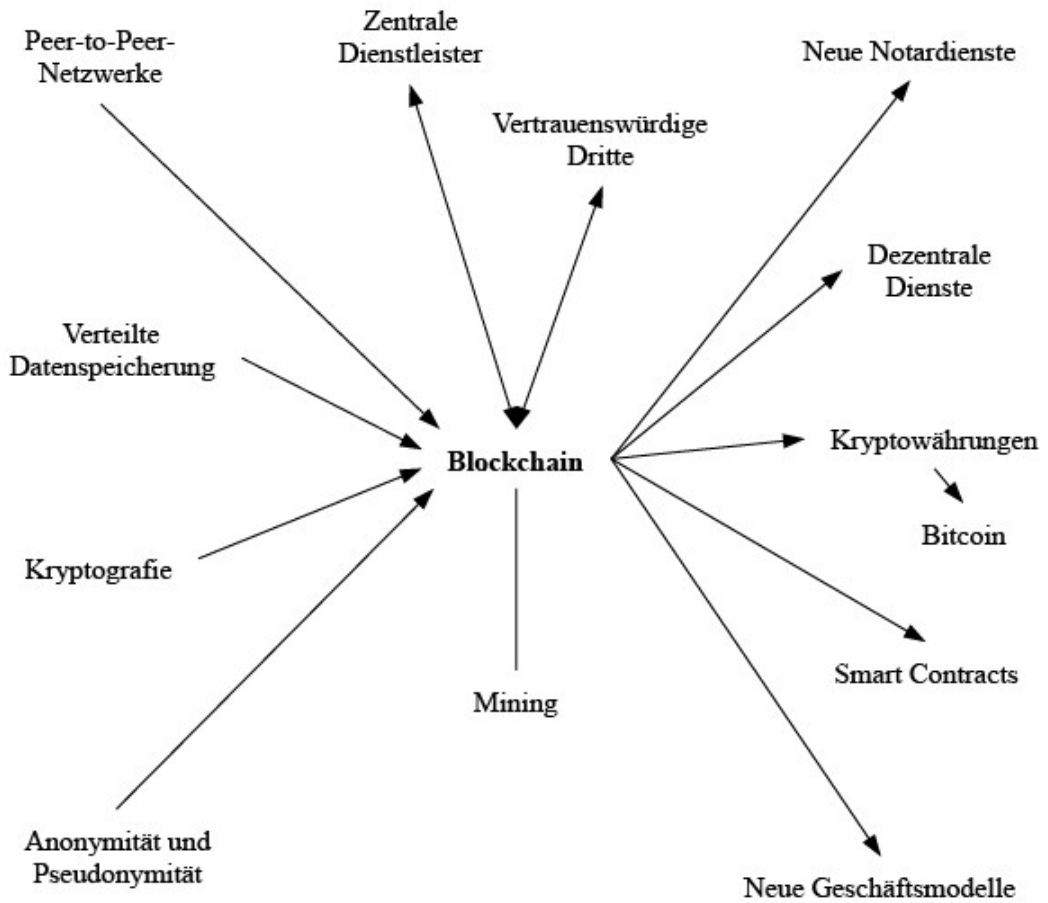 Peer-to-Peer-
Netzwerke
Zentrale
Dienstleister
Neue Notardienste
Vertrauenswürdige
Dritte
Dezentrale
Dienste
Verteilte
Datenspeicherung
Blockchain
Kryptowährungen
Bitcoin
Kryptografie
Smart Contracts
Mining
Anonymität und
Pseudonymität
Neue Geschäftsmodelle